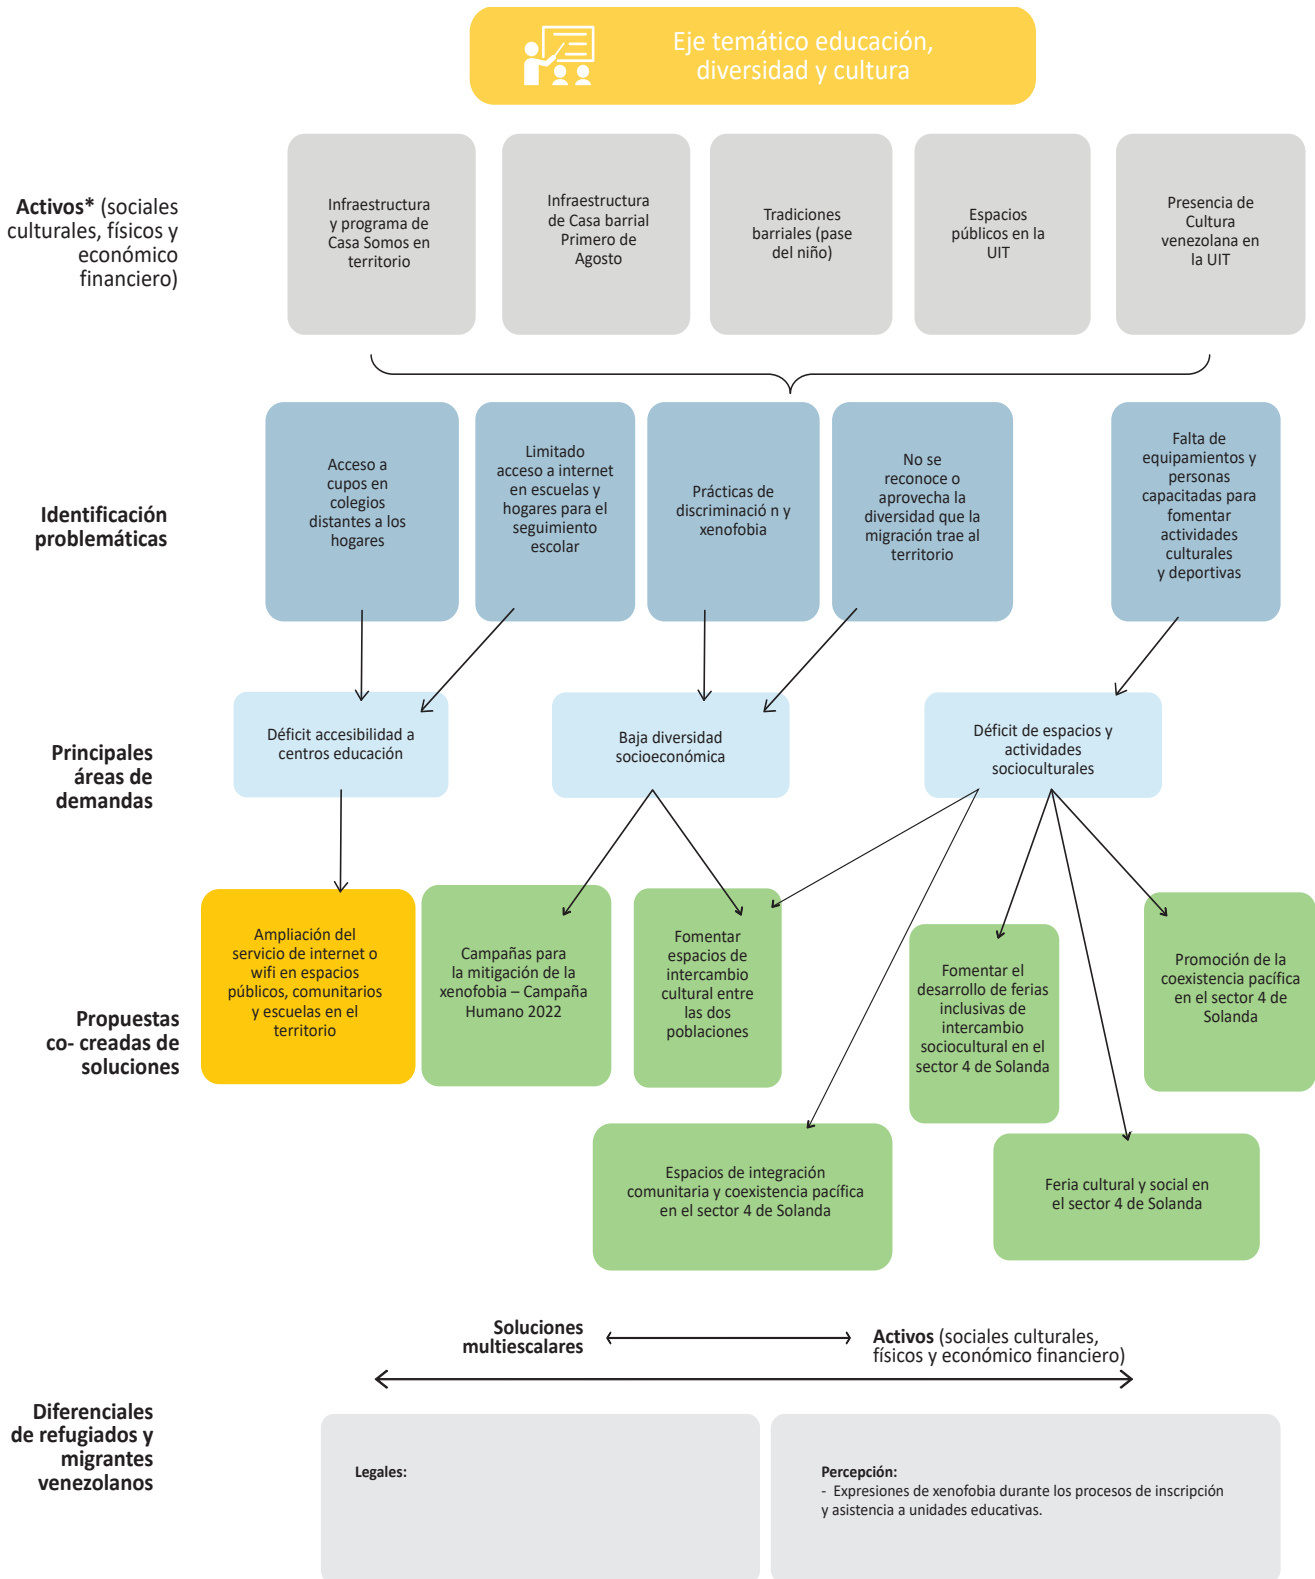 Eje temático educación,
diversidad y cultura
Activos* (sociales
culturales, físicos y
económico
financiero)
Infraestructura
y programa de
Casa Somos en
territorio
Infraestructura
de Casa barrial
Primero de
Agosto
Tradiciones
barriales (pase
del niño)
Espacios
públicos en la
UIT
Presencia de
Cultura
venezolana en
la UIT
Identificación
problemáticas
Acceso a
cupos en
colegios
distantes a los
hogares
Limitado
acceso a internet
en escuelas y
hogares para el
seguimiento
escolar
Prácticas de
discriminació n y
xenofobia
No se
reconoce o
aprovecha la
diversidad que la
migración trae al
territorio
Falta de
equipamientos y
personas
capacitadas para
fomentar
actividades
culturales
y deportivas
Principales
áreas de
demandas
Déficit accesibilidad a
centros educación
Baja diversidad
socioeconómica
Déficit de espacios y
actividades
socioculturales
Propuestas
co- creadas de
soluciones
Ampliación del
servicio de internet o
wifi en espacios
públicos, comunitarios
y escuelas en el
territorio
Campañas para
la mitigación de la
xenofobia – Campaña
Humano 2022
Fomentar
espacios de
intercambio
cultural entre
las dos
poblaciones
Fomentar el
desarrollo de ferias
inclusivas de
intercambio
sociocultural en el
sector 4 de Solanda
Promoción de la
coexistencia pacífica
en el sector 4 de
Solanda
Espacios de integración
comunitaria y coexistencia pacífica
en el sector 4 de Solanda
Feria cultural y social en
el sector 4 de Solanda
Soluciones
multiescalares
Activos (sociales culturales,
físicos y económico financiero)
Diferenciales
de refugiados y
migrantes
venezolanos
Legales:
Percepción:
- Expresiones de xenofobia durante los procesos de inscripción
y asistencia a unidades educativas.